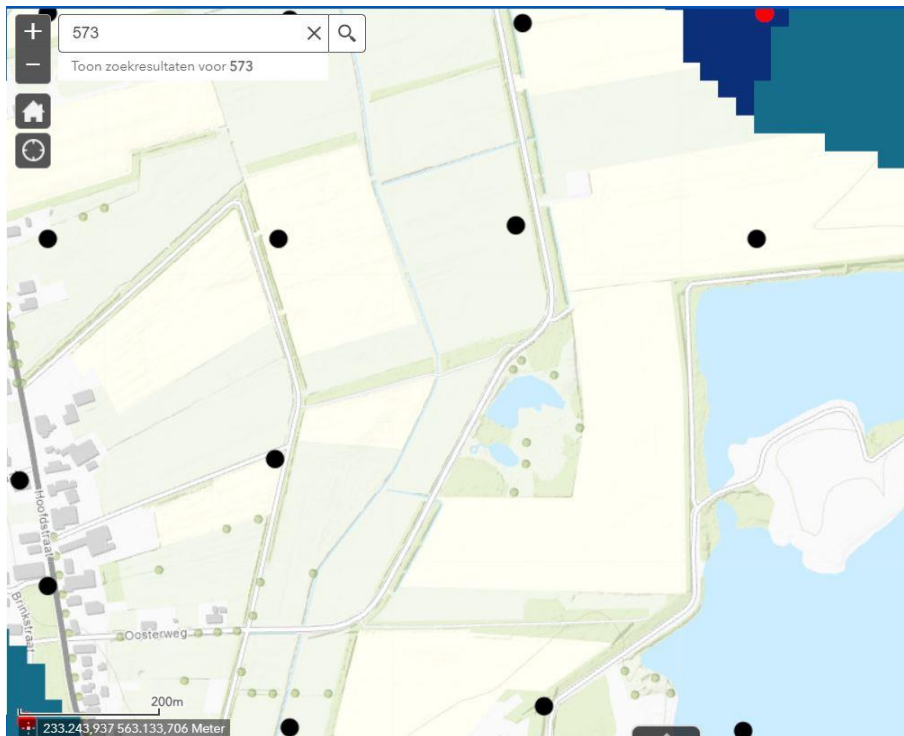 573
Toon zoekresultaten voor 573
Hoofdstraat
Brinkstraat
Oosterweg
200m
233.243,937 563.133,706 Meter